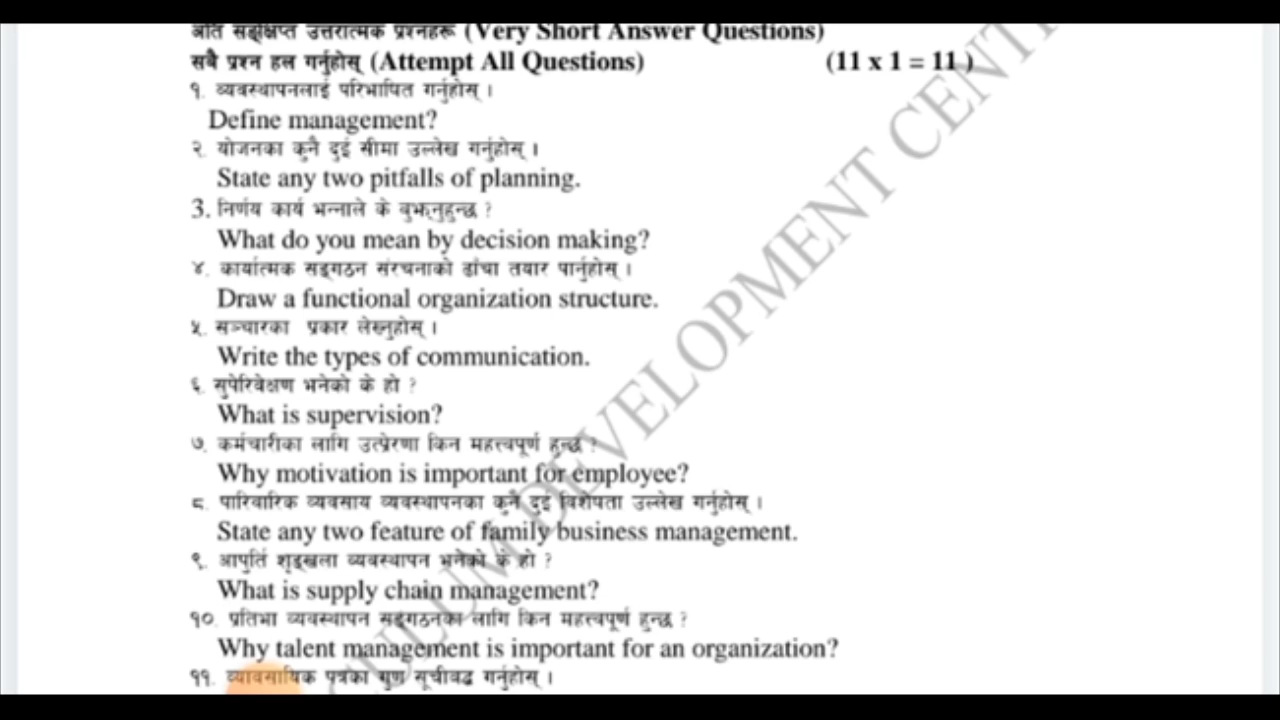 अति सङ्क्षिप्त उत्तरात्मक प्रश्नहरू (Very Short Answer Questions)
सबै प्रश्न हल गर्नुहोस् (Attempt All Questions) (11 x 1 = 11 )
१. व्यवस्थापनलाई परिभाषित गर्नुहोस् ।
Define management?
२. योजनका कुनै दुई सीमा उल्लेख गर्नुहोस् ।
State any two pitfalls of planning.
3. निर्णय कार्य भन्नाले के बुझ्नुहुन्छ ?
What do you mean by decision making?
४. कार्यात्मक सङ्गठन संरचनाको ढाँचा तयार पार्नुहोस् ।
Draw a functional organization structure.
५. सञ्चारका प्रकार लेख्नुहोस् ।
Write the types of communication.
६. सुपेरिवेक्षण भनेको के हो ?
What is supervision?
७. कर्मचारीका लागि उत्प्रेरणा किन महत्त्वपूर्ण हुन्छ ?
Why motivation is important for employee?
८. पारिवारिक व्यवसाय व्यवस्थापनका कुनै दुई विशेषता उल्लेख गर्नुहोस् ।
State any two feature of family business management.
९. आपूर्ति शृङ्खला व्यवस्थापन भनेको के हो ?
What is supply chain management?
१०. प्रतिभा व्यवस्थापन सङ्गठनका लागि किन महत्त्वपूर्ण हुन्छ ?
Why talent management is important for an organization?
११. व्यावसायिक पत्रका गुण सूचीबद्ध गर्नुहोस् ।
DEVELOPMENT